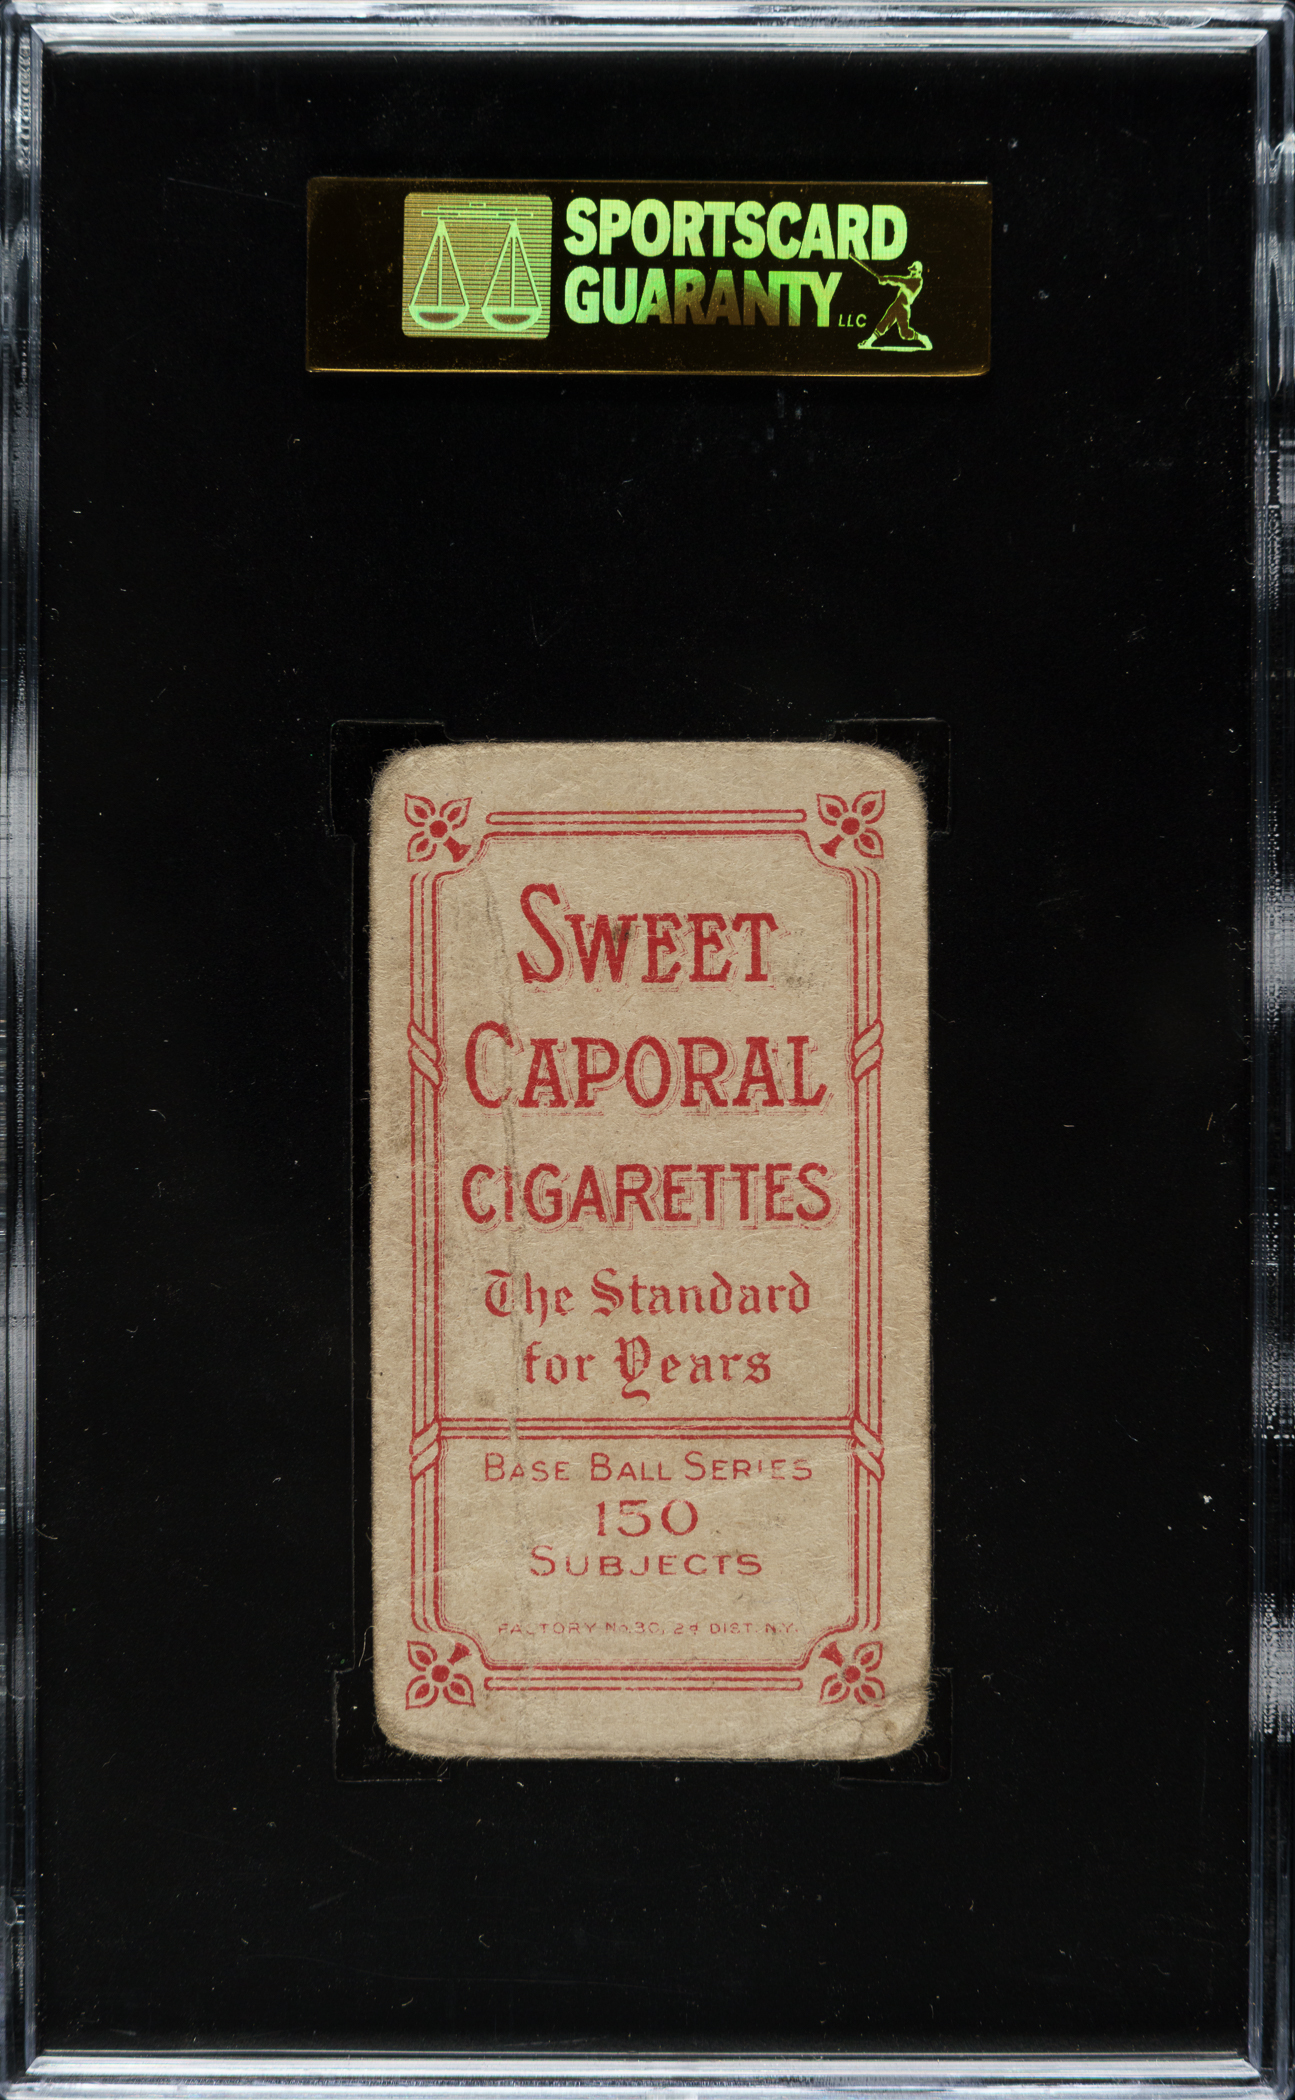 SPORTSCARD
GUARANTY LLC
SWEET
CAPORAL
CIGARETTES
The Standard
for Years
BASE BALL SERIES
150
SUBJECTS
FACTORY No. 30, 2d DIST. N.Y.